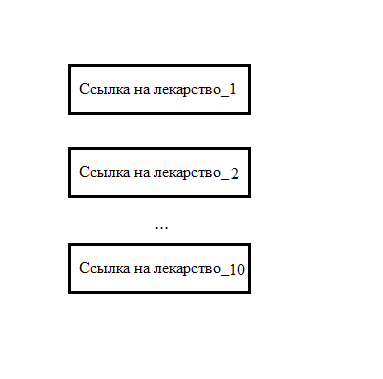 Ссылка на лекарство_1
Ссылка на лекарство_2
...
Ссылка на лекарство_10